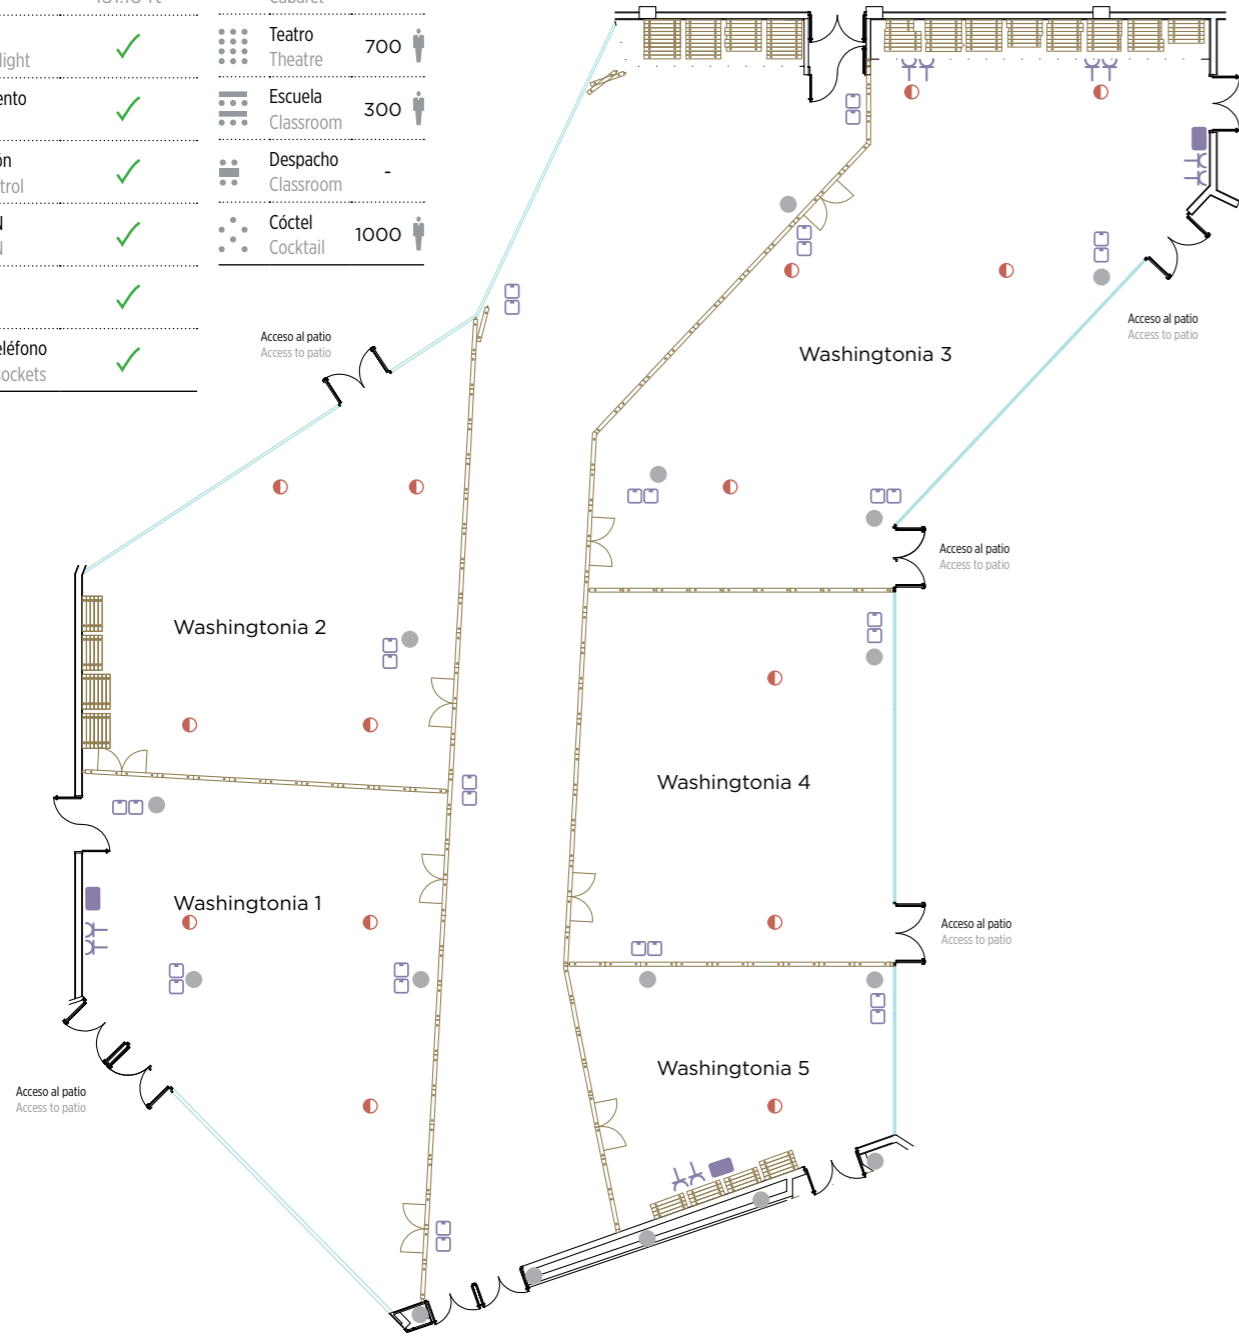 light
ento
ón
trol
N
N
eléfono
sockets
Teatro
Theatre
700
Escuela
Classroom
300
Despacho
Classroom
-
Cóctel
Cocktail
1000
Acceso al patio
Access to patio
Acceso al patio
Access to patio
Washingtonia 3
Acceso al patio
Access to patio
Washingtonia 2
Washingtonia 4
Washingtonia 1
Acceso al patio
Access to patio
Washingtonia 5
Acceso al patio
Access to patio